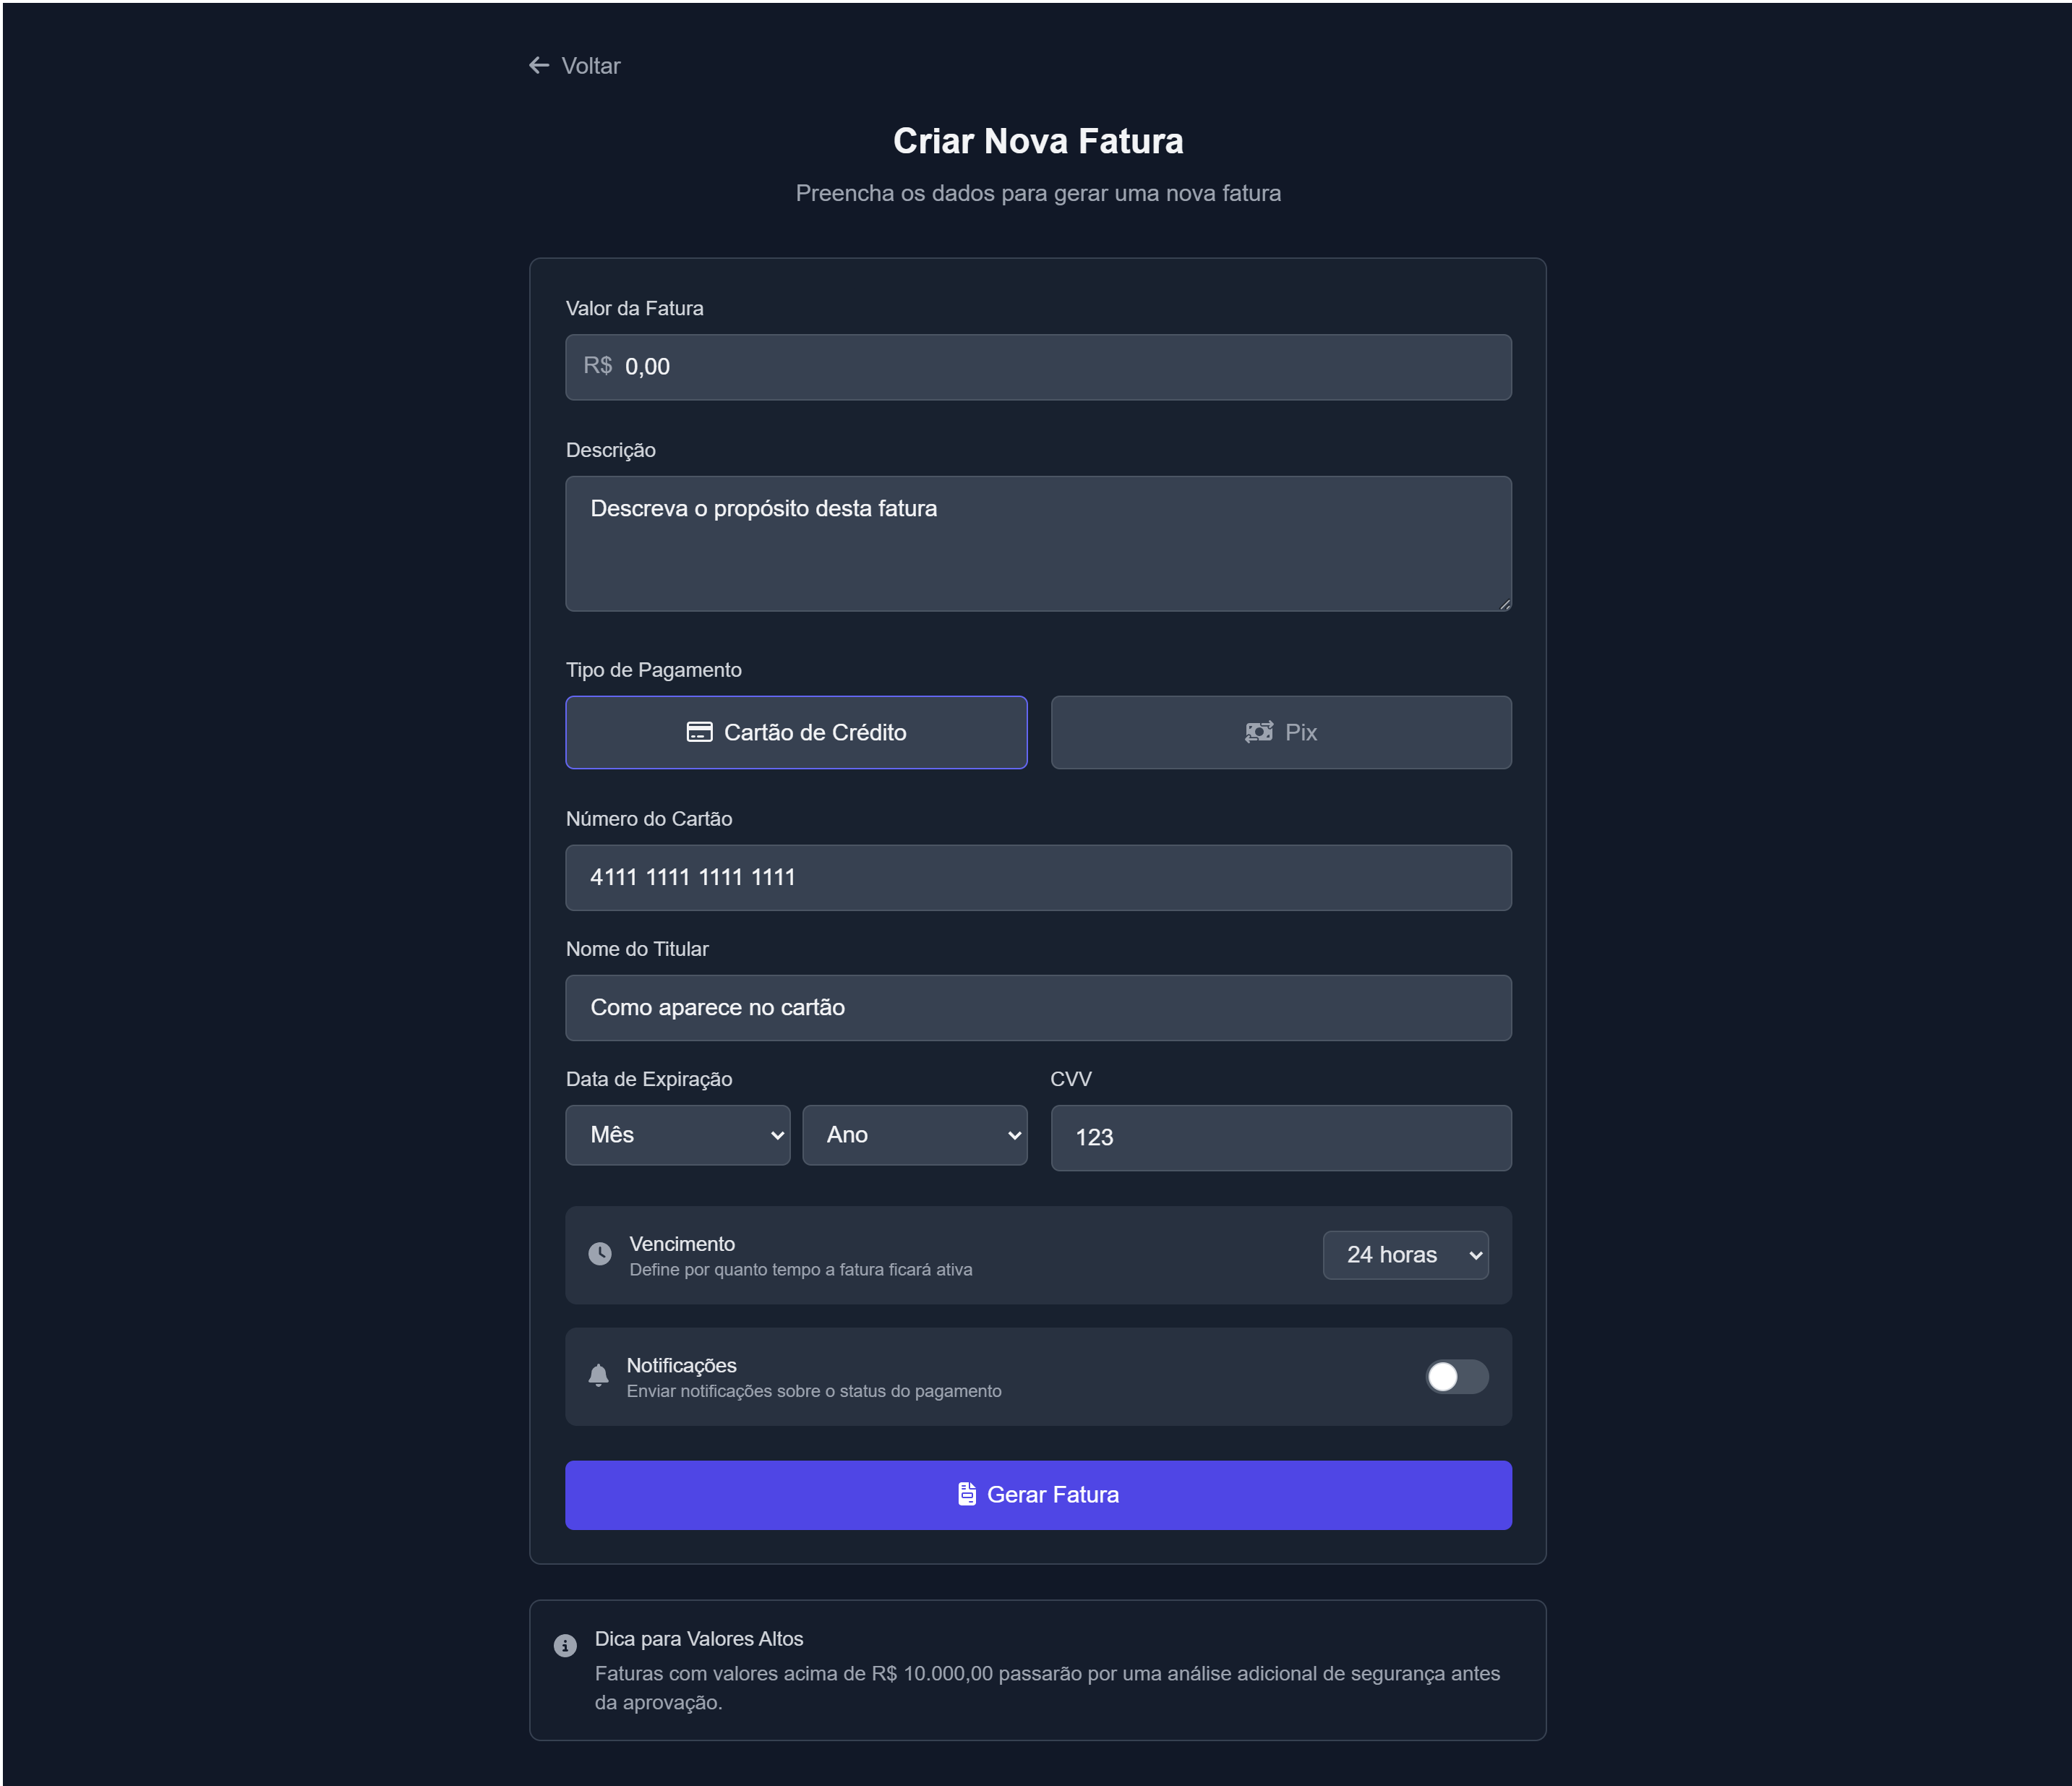 Voltar
Criar Nova Fatura
Preencha os dados para gerar uma nova fatura
Valor da Fatura
R$ 0,00
Descrição
Descreva o propósito desta fatura
Tipo de Pagamento
Cartão de Crédito
Pix
Número do Cartão
4111 1111 1111 1111
Nome do Titular
Como aparece no cartão
Data de Expiração
CVV
Mês
Ano
123
Vencimento
Define por quanto tempo a fatura ficará ativa
24 horas
Notificações
Enviar notificações sobre o status do pagamento
Gerar Fatura
Dica para Valores Altos
Faturas com valores acima de R$ 10.000,00 passarão por uma análise adicional de segurança antes
da aprovação.